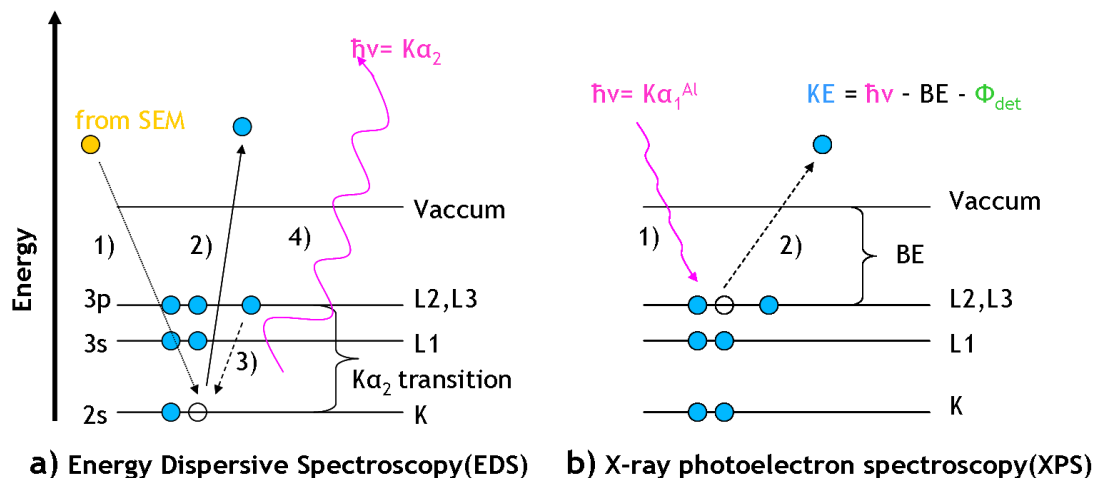 ħν= Kα₂
from SEM
Vaccum
1)
2)
4)
Energy
3p
L2,L3
3s
L1
3)
Kα₂ transition
2s
K
a) Energy Dispersive Spectroscopy(EDS)
ħν= Kα₁ᴬˡ
KE = ħν - BE - Φdet
Vaccum
1)
2)
BE
L2,L3
L1
K
b) X-ray photoelectron spectroscopy(XPS)